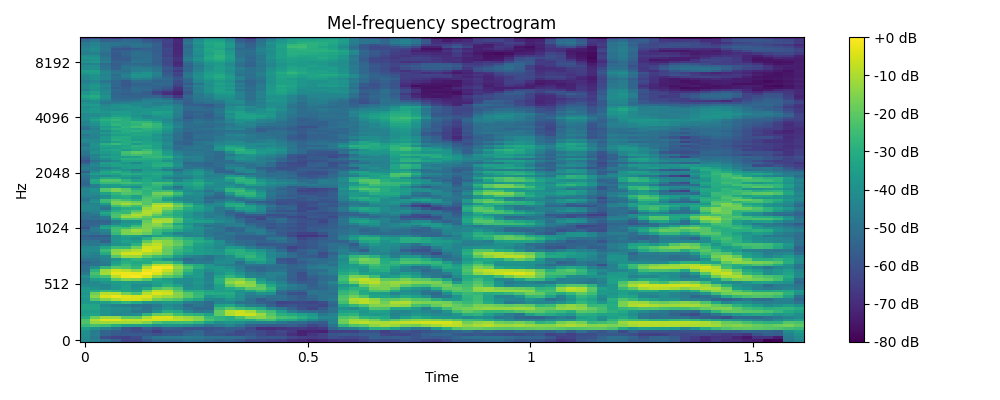 Mel-frequency spectrogram
Hz
8192
4096
2048
1024
512
0
0
0.5
1
1.5
Time
+0 dB
-10 dB
-20 dB
-30 dB
-40 dB
-50 dB
-60 dB
-70 dB
-80 dB